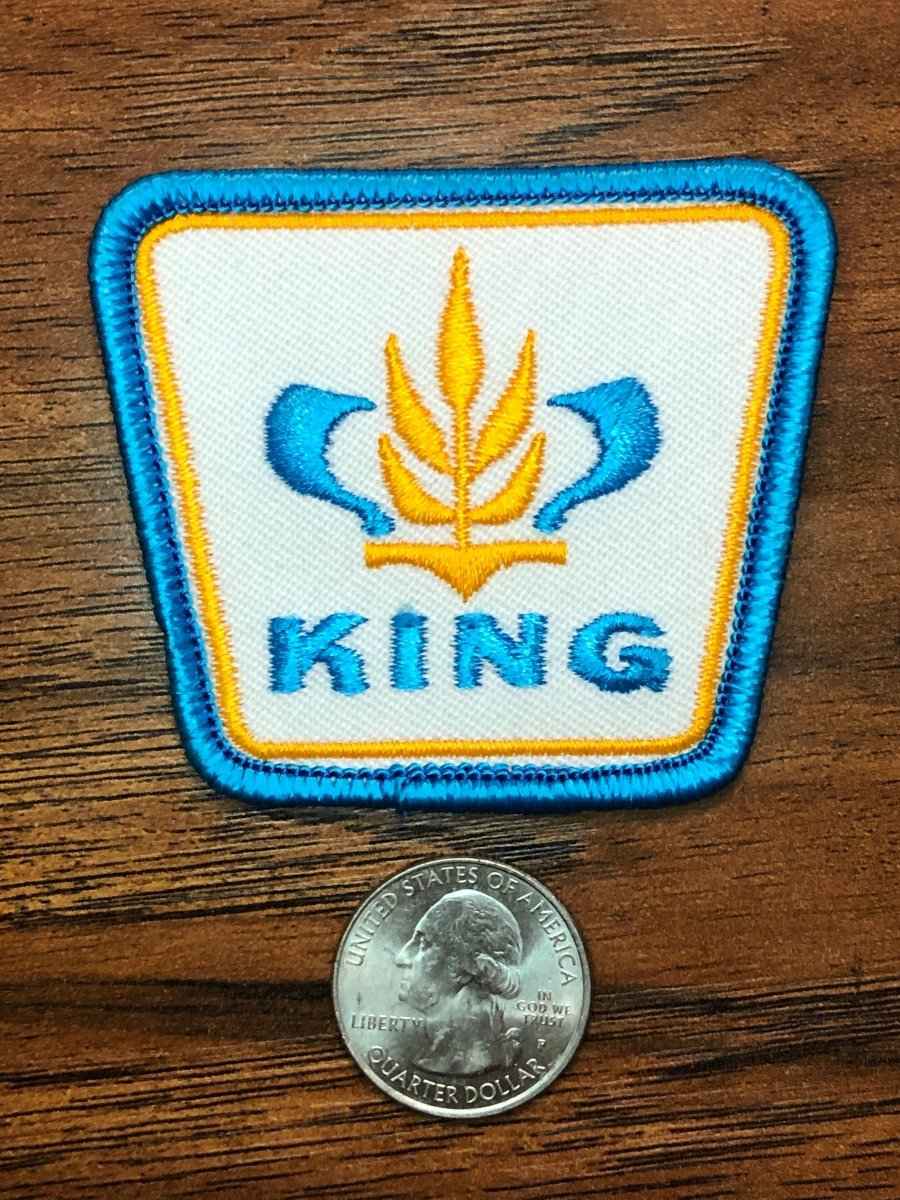 KING
UNITED STATES OF AMERICA
LIBERTY
IN
GOD WE
TRUST
P
QUARTER DOLLAR